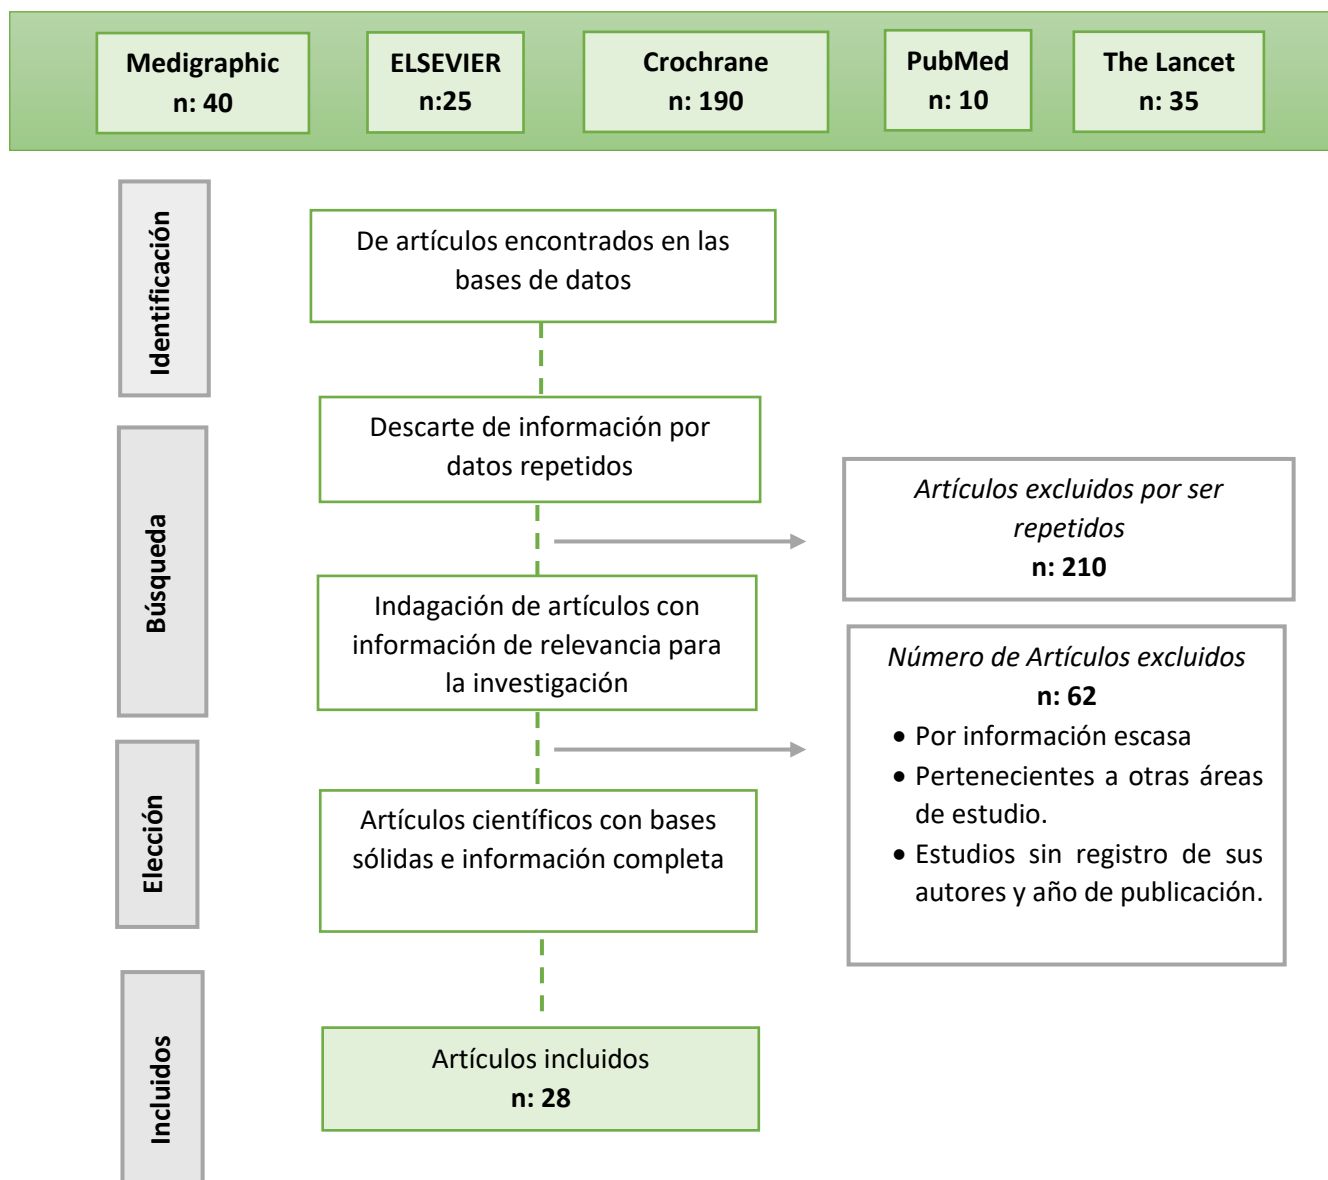 Medigraphic
n: 40
ELSEVIER
n:25
Crochrane
n: 190
PubMed
n: 10
The Lancet
n: 35
Identificación
De artículos encontrados en las
bases de datos
Búsqueda
Descarte de información por
datos repetidos
Artículos excluidos por ser
repetidos
n: 210
Indagación de artículos con
información de relevancia para
la investigación
Número de Artículos excluidos
n: 62
• Por información escasa
• Pertenecientes a otras áreas
de estudio.
• Estudios sin registro de sus
autores y año de publicación.
Elección
Artículos científicos con bases
sólidas e información completa
Incluidos
Artículos incluidos
n: 28